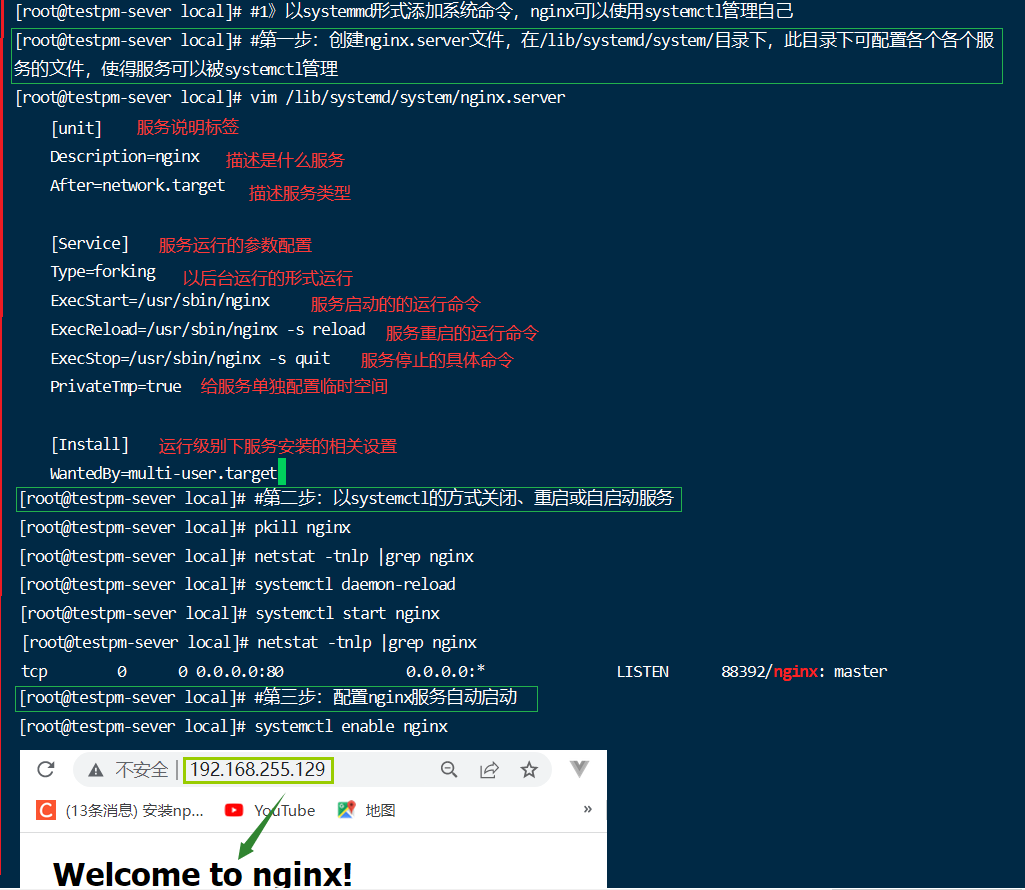 [root@testpm-sever local]# #1》以systemmd形式添加系统命令，nginx可以使用systemctl管理自己
[root@testpm-sever local]# #第一步：创建nginx.server文件，在/lib/systemd/system/目录下，此目录下可配置各个各个服
务的文件，使得服务可以被systemctl管理
[root@testpm-sever local]# vim /lib/systemd/system/nginx.server
[unit] 服务说明标签
Description=nginx 描述是什么服务
After=network.target 描述服务类型
[Service] 服务运行的参数配置
Type=forking 以后台运行的形式运行
ExecStart=/usr/sbin/nginx 服务启动的的运行命令
ExecReload=/usr/sbin/nginx -s reload 服务重启的运行命令
ExecStop=/usr/sbin/nginx -s quit 服务停止的具体命令
PrivateTmp=true 给服务单独配置临时空间
[Install] 运行级别下服务安装的相关设置
WantedBy=multi-user.target
[root@testpm-sever local]# #第二步：以systemctl的方式关闭、重启或自启动服务
[root@testpm-sever local]# pkill nginx
[root@testpm-sever local]# netstat -tnlp |grep nginx
[root@testpm-sever local]# systemctl daemon-reload
[root@testpm-sever local]# systemctl start nginx
[root@testpm-sever local]# netstat -tnlp |grep nginx
tcp 0 0 0.0.0.0:80 0.0.0.0:* LISTEN 88392/nginx: master
[root@testpm-sever local]# #第三步：配置nginx服务自动启动
[root@testpm-sever local]# systemctl enable nginx
不安全 | 192.168.255.129
(13条消息) 安装np... YouTube 地图 »
Welcome to nginx!